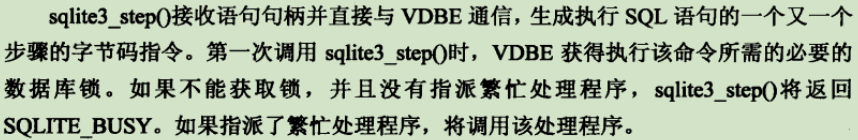 sqlite3_step()接收语句句柄并直接与 VDBE 通信，生成执行 SQL 语句的一个又一个
步骤的字节码指令。第一次调用 sqlite3_step()时，VDBE 获得执行该命令所需的必要的
数据库锁。如果不能获取锁，并且没有指派繁忙处理程序，sqlite3_step()将返回
SQLITE_BUSY。如果指派了繁忙处理程序，将调用该处理程序。